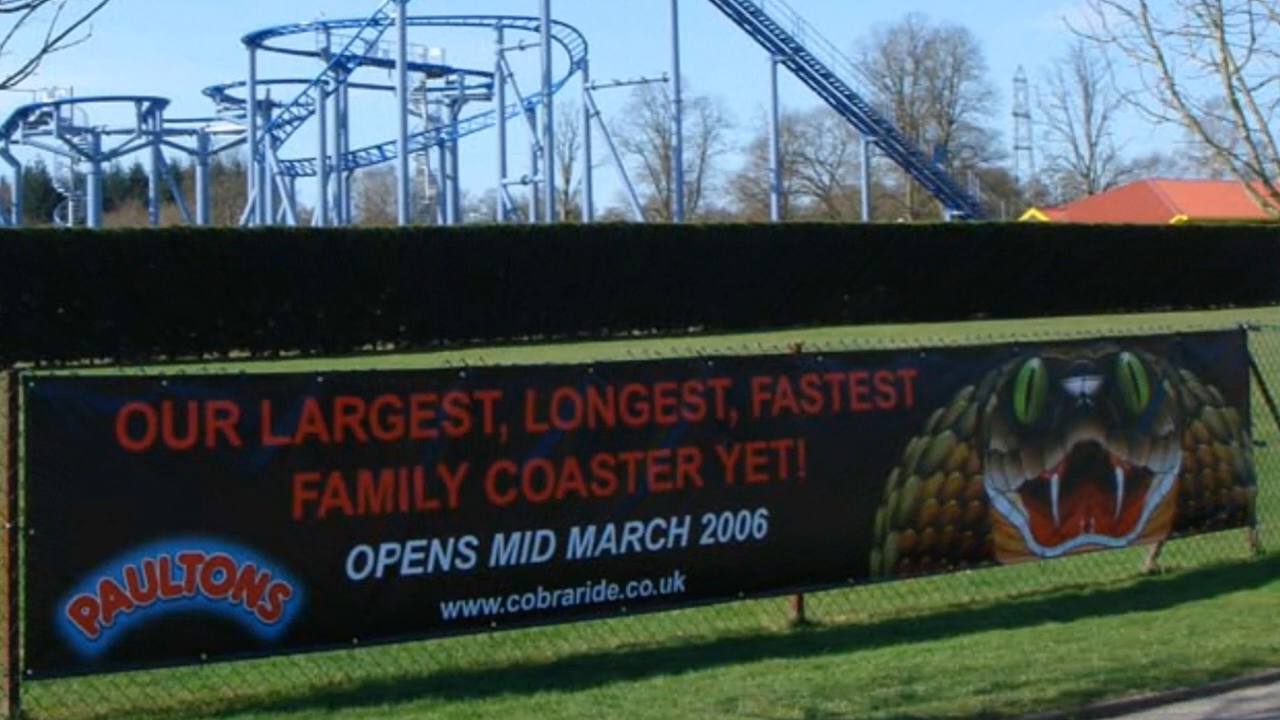 OUR LARGEST, LONGEST, FASTEST
FAMILY COASTER YET!
OPENS MID MARCH 2006
www.cobraride.co.uk
PAULTONS